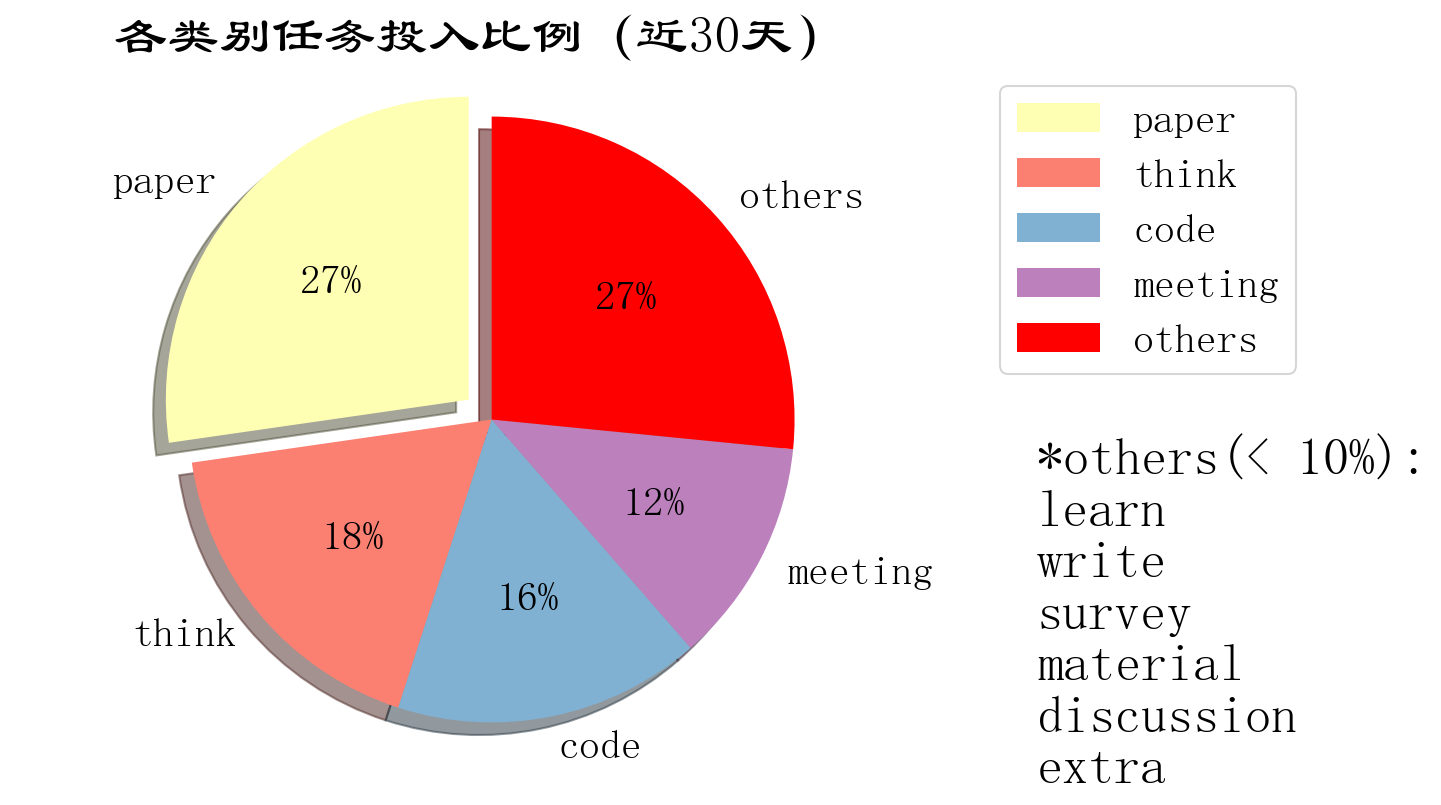 各类别任务投入比例 (近30天)
paper
27%
others
27%
think
18%
code
16%
meeting
12%
paper
think
code
meeting
others
*others(< 10%):
learn
write
survey
material
discussion
extra